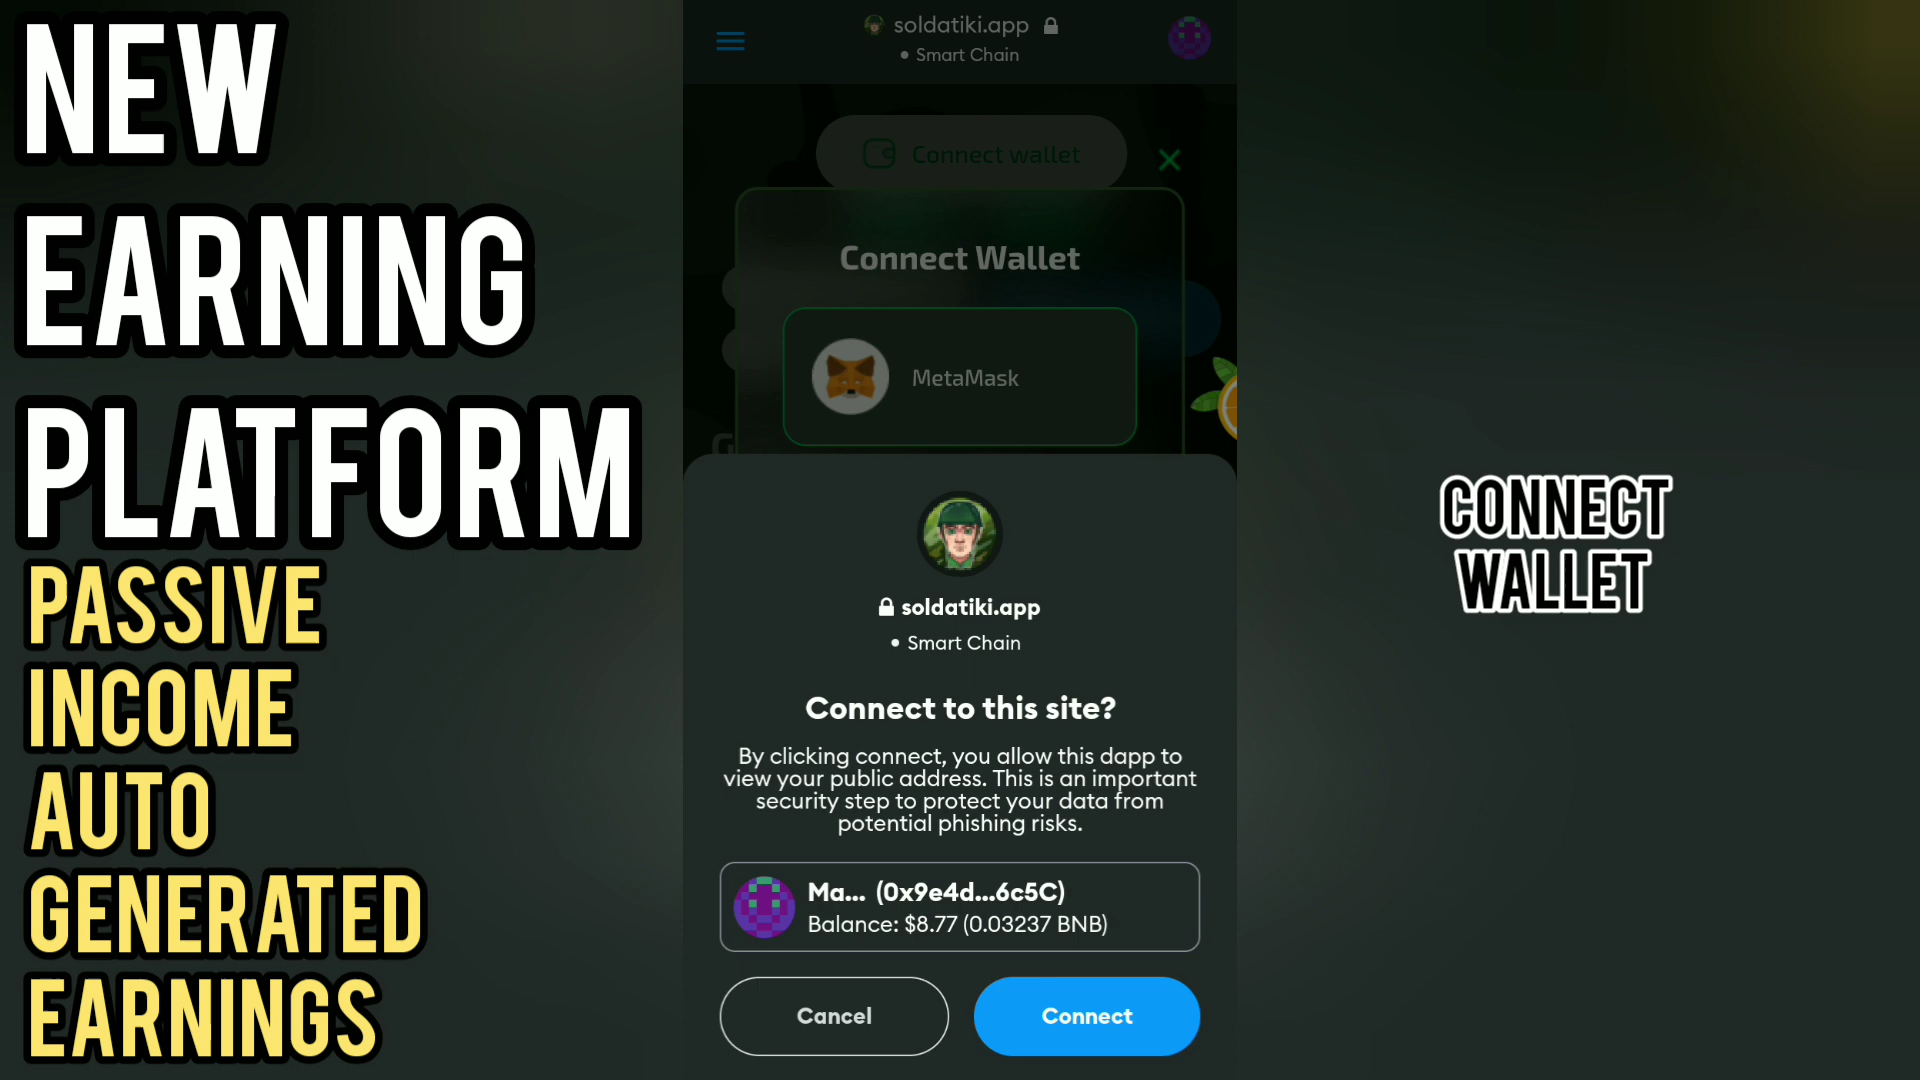 NEW
EARNING
PLATFORM
PASSIVE
INCOME
AUTO
GENERATED
EARNINGS
soldatiki.app
• Smart Chain
Connect wallet
Connect Wallet
MetaMask
G
soldatiki.app
• Smart Chain
Connect to this site?
By clicking connect, you allow this dapp to
view your public address. This is an important
security step to protect your data from
potential phishing risks.
Ma... (0x9e4d...6c5C)
Balance: $8.77 (0.03237 BNB)
Cancel
Connect
CONNECT
WALLET